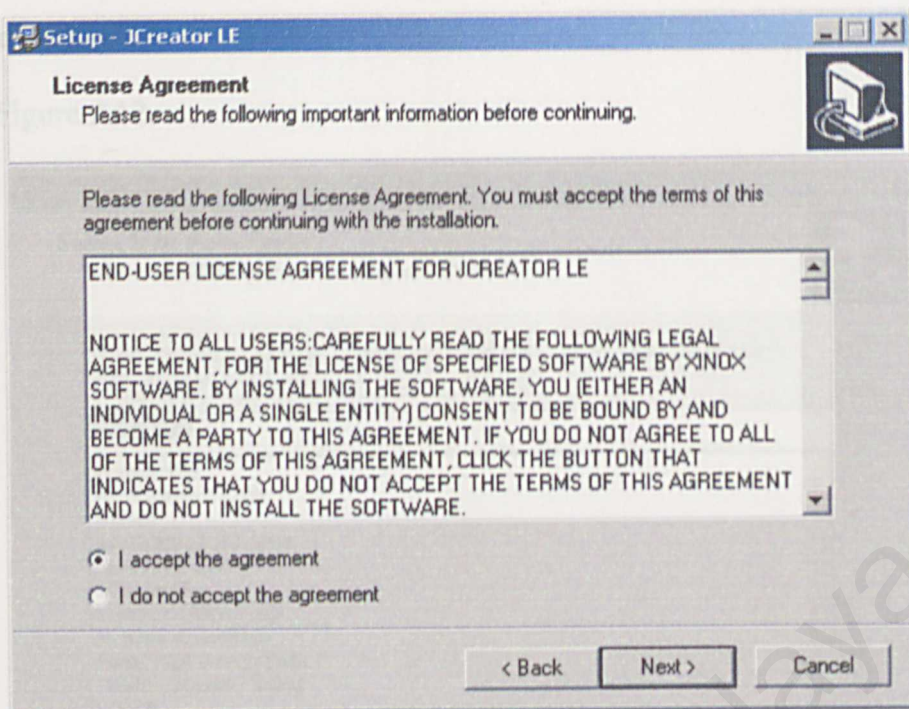 Setup - JCreator LE
License Agreement
Please read the following important information before continuing.
Please read the following License Agreement. You must accept the terms of this
agreement before continuing with the installation.
END-USER LICENSE AGREEMENT FOR JCREATOR LE
NOTICE TO ALL USERS:CAREFULLY READ THE FOLLOWING LEGAL
AGREEMENT, FOR THE LICENSE OF SPECIFIED SOFTWARE BY XINOX
SOFTWARE. BY INSTALLING THE SOFTWARE, YOU (EITHER AN
INDIVIDUAL OR A SINGLE ENTITY) CONSENT TO BE BOUND BY AND
BECOME A PARTY TO THIS AGREEMENT. IF YOU DO NOT AGREE TO ALL
OF THE TERMS OF THIS AGREEMENT, CLICK THE BUTTON THAT
INDICATES THAT YOU DO NOT ACCEPT THE TERMS OF THIS AGREEMENT
AND DO NOT INSTALL THE SOFTWARE.
I accept the agreement
I do not accept the agreement
< Back Next > Cancel